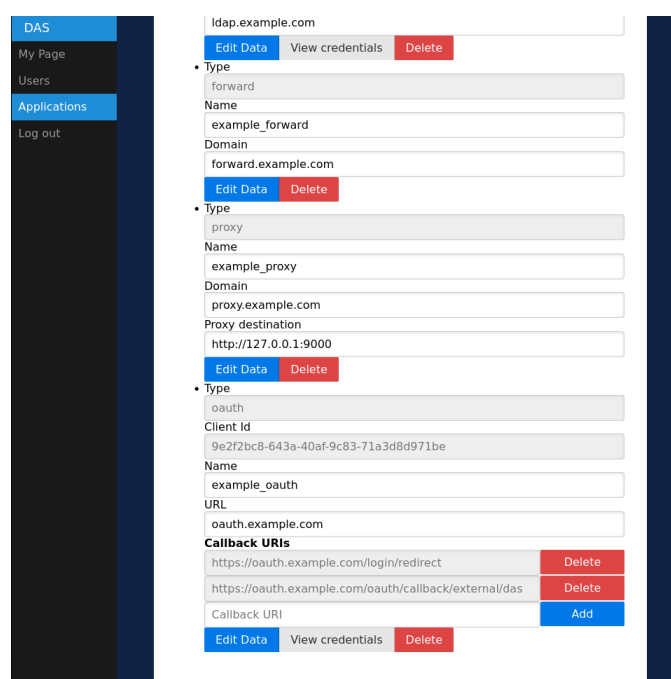 DAS
My Page
Users
Applications
Log out
ldap.example.com
Edit Data View credentials Delete
Type
forward
Name
example_forward
Domain
forward.example.com
Edit Data Delete
Type
proxy
Name
example_proxy
Domain
proxy.example.com
Proxy destination
http://127.0.0.1:9000
Edit Data Delete
Type
oauth
Client Id
9e2f2bc8-643a-40af-9c83-71a3d8d971be
Name
example_oauth
URL
oauth.example.com
Callback URIs
https://oauth.example.com/login/redirect Delete
https://oauth.example.com/oauth/callback/external/das Delete
Callback URI Add
Edit Data View credentials Delete